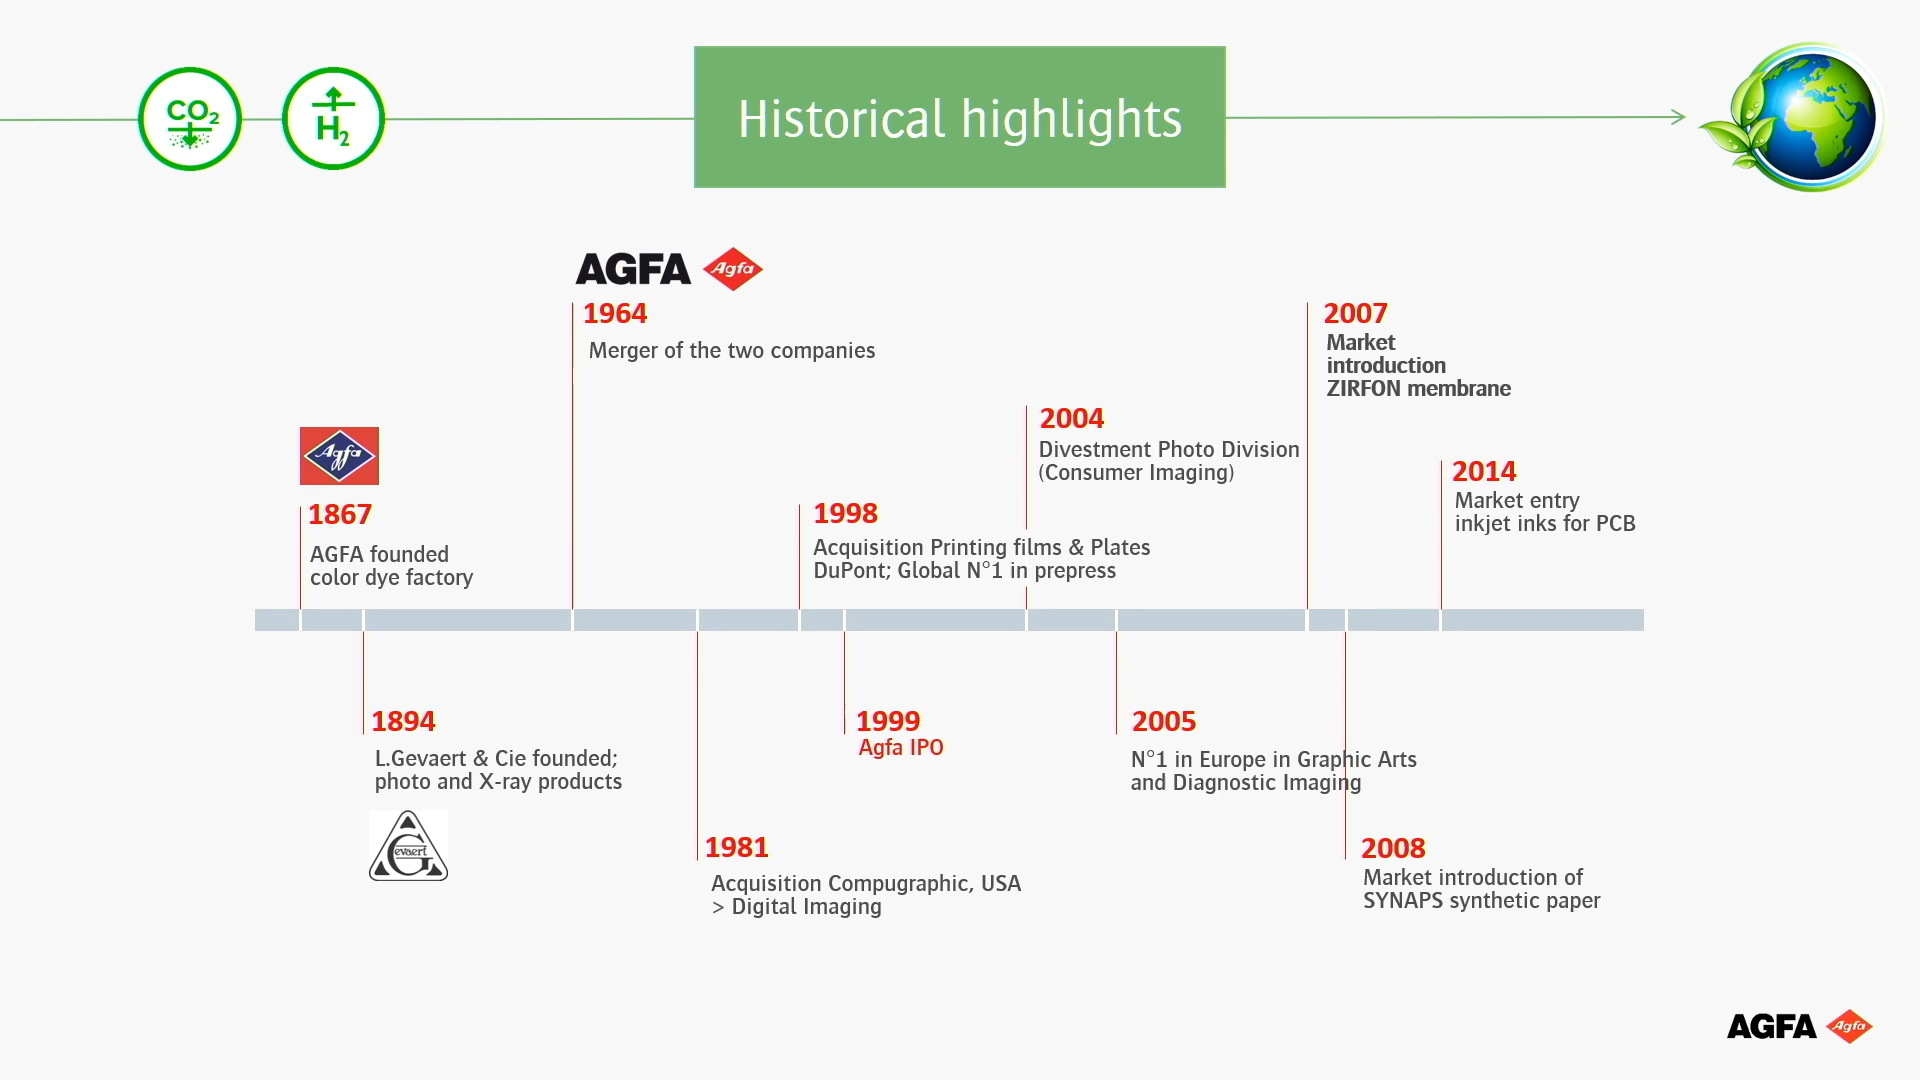 CO2
H2
Historical highlights
AGFA Agfa
1964
Merger of the two companies
2007
Market
introduction
ZIRFON membrane
2004
Divestment Photo Division
(Consumer Imaging)
Agfa
1867
AGFA founded
color dye factory
1998
Acquisition Printing films & Plates
DuPont; Global N°1 in prepress
2014
Market entry
inkjet inks for PCB
1894
L.Gevaert & Cie founded;
photo and X-ray products
Gevaert
1999
Agfa IPO
2005
N°1 in Europe in Graphic Arts
and Diagnostic Imaging
1981
Acquisition Compugraphic, USA
> Digital Imaging
2008
Market introduction of
SYNAPS synthetic paper
AGFA Agfa